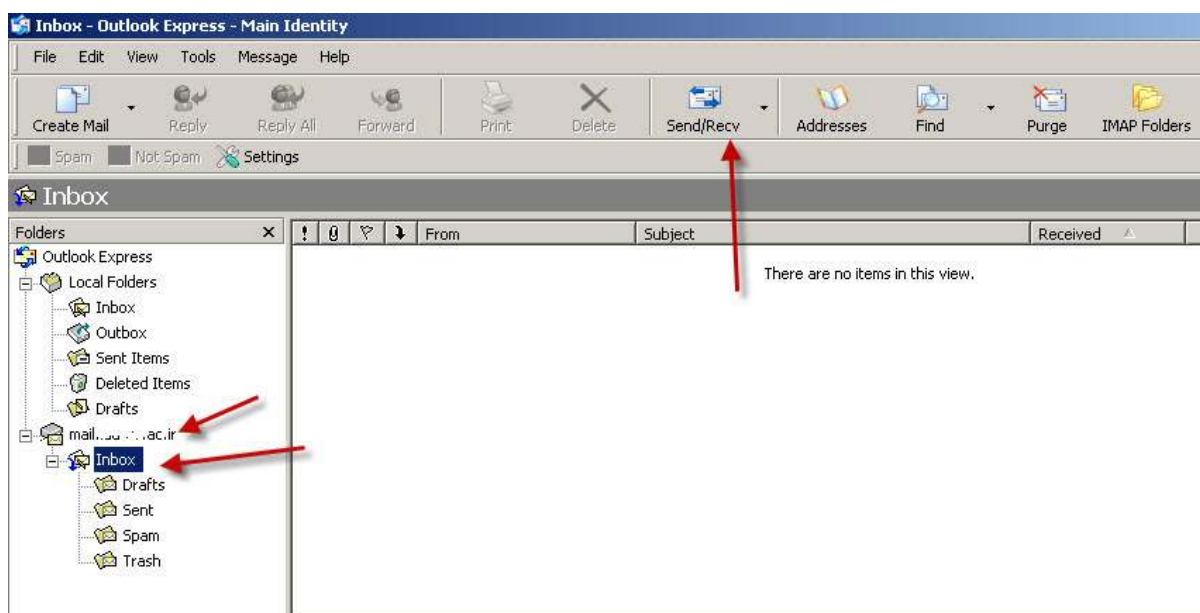 Inbox - Outlook Express - Main Identity
File Edit View Tools Message Help
Create Mail Reply Reply All Forward Print Delete Send/Recv Addresses Find Purge IMAP Folders
Spam Not Spam Settings
Inbox
Folders From Subject Received
Outlook Express
There are no items in this view.
Local Folders
Inbox
Outbox
Sent Items
Deleted Items
Drafts
Inbox
Drafts
Sent
Spam
Trash